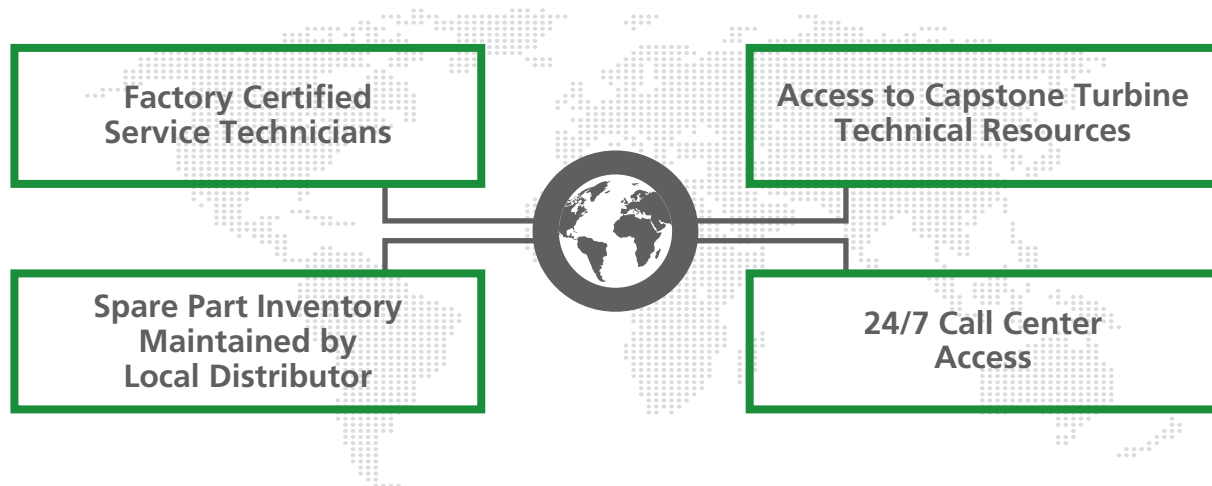 Factory Certified
Service Technicians
Access to Capstone Turbine
Technical Resources
Spare Part Inventory
Maintained by
Local Distributor
24/7 Call Center
Access